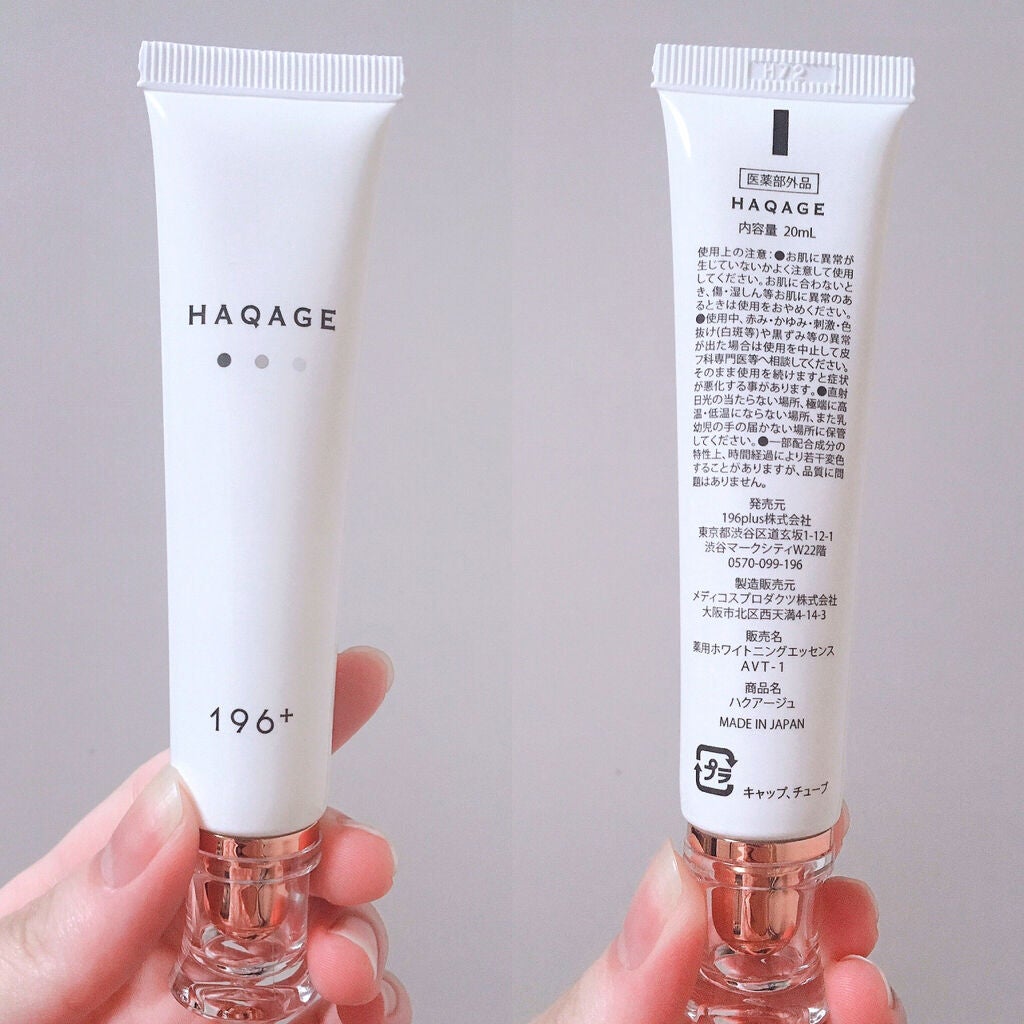 HAQAGE
196+
H72
医薬部外品
HAQAGE
内容量 20mL
使用上の注意:●お肌に異常が
生じていないかよく注意して使用
してください。お肌に合わないと
き、傷・湿しん等お肌に異常のあ
るときは使用をおやめください。
●使用中、赤み・かゆみ・刺激・色
抜け(白斑等)や黒ずみ等の異常
が出た場合は使用を中止して皮
フ科専門医等へ相談してください。
そのまま使用を続けますと症状
が悪化する事があります。●直射
日光の当たらない場所、極端に高
温・低温にならない場所、また乳
幼児の手の届かない場所に保管
してください。●一部配合成分の
特性上、時間経過により若干変色
することがありますが、品質に問
題はありません。
発売元
196plus株式会社
東京都渋谷区道玄坂1-12-1
渋谷マークシティW22階
0570-099-196
製造販売元
メディコスプロダクツ株式会社
大阪市北区西天満4-14-3
販売名
薬用ホワイトニングエッセンス
AVT-1
商品名
ハクアージュ
MADE IN JAPAN
プラ
キャップ、チューブ